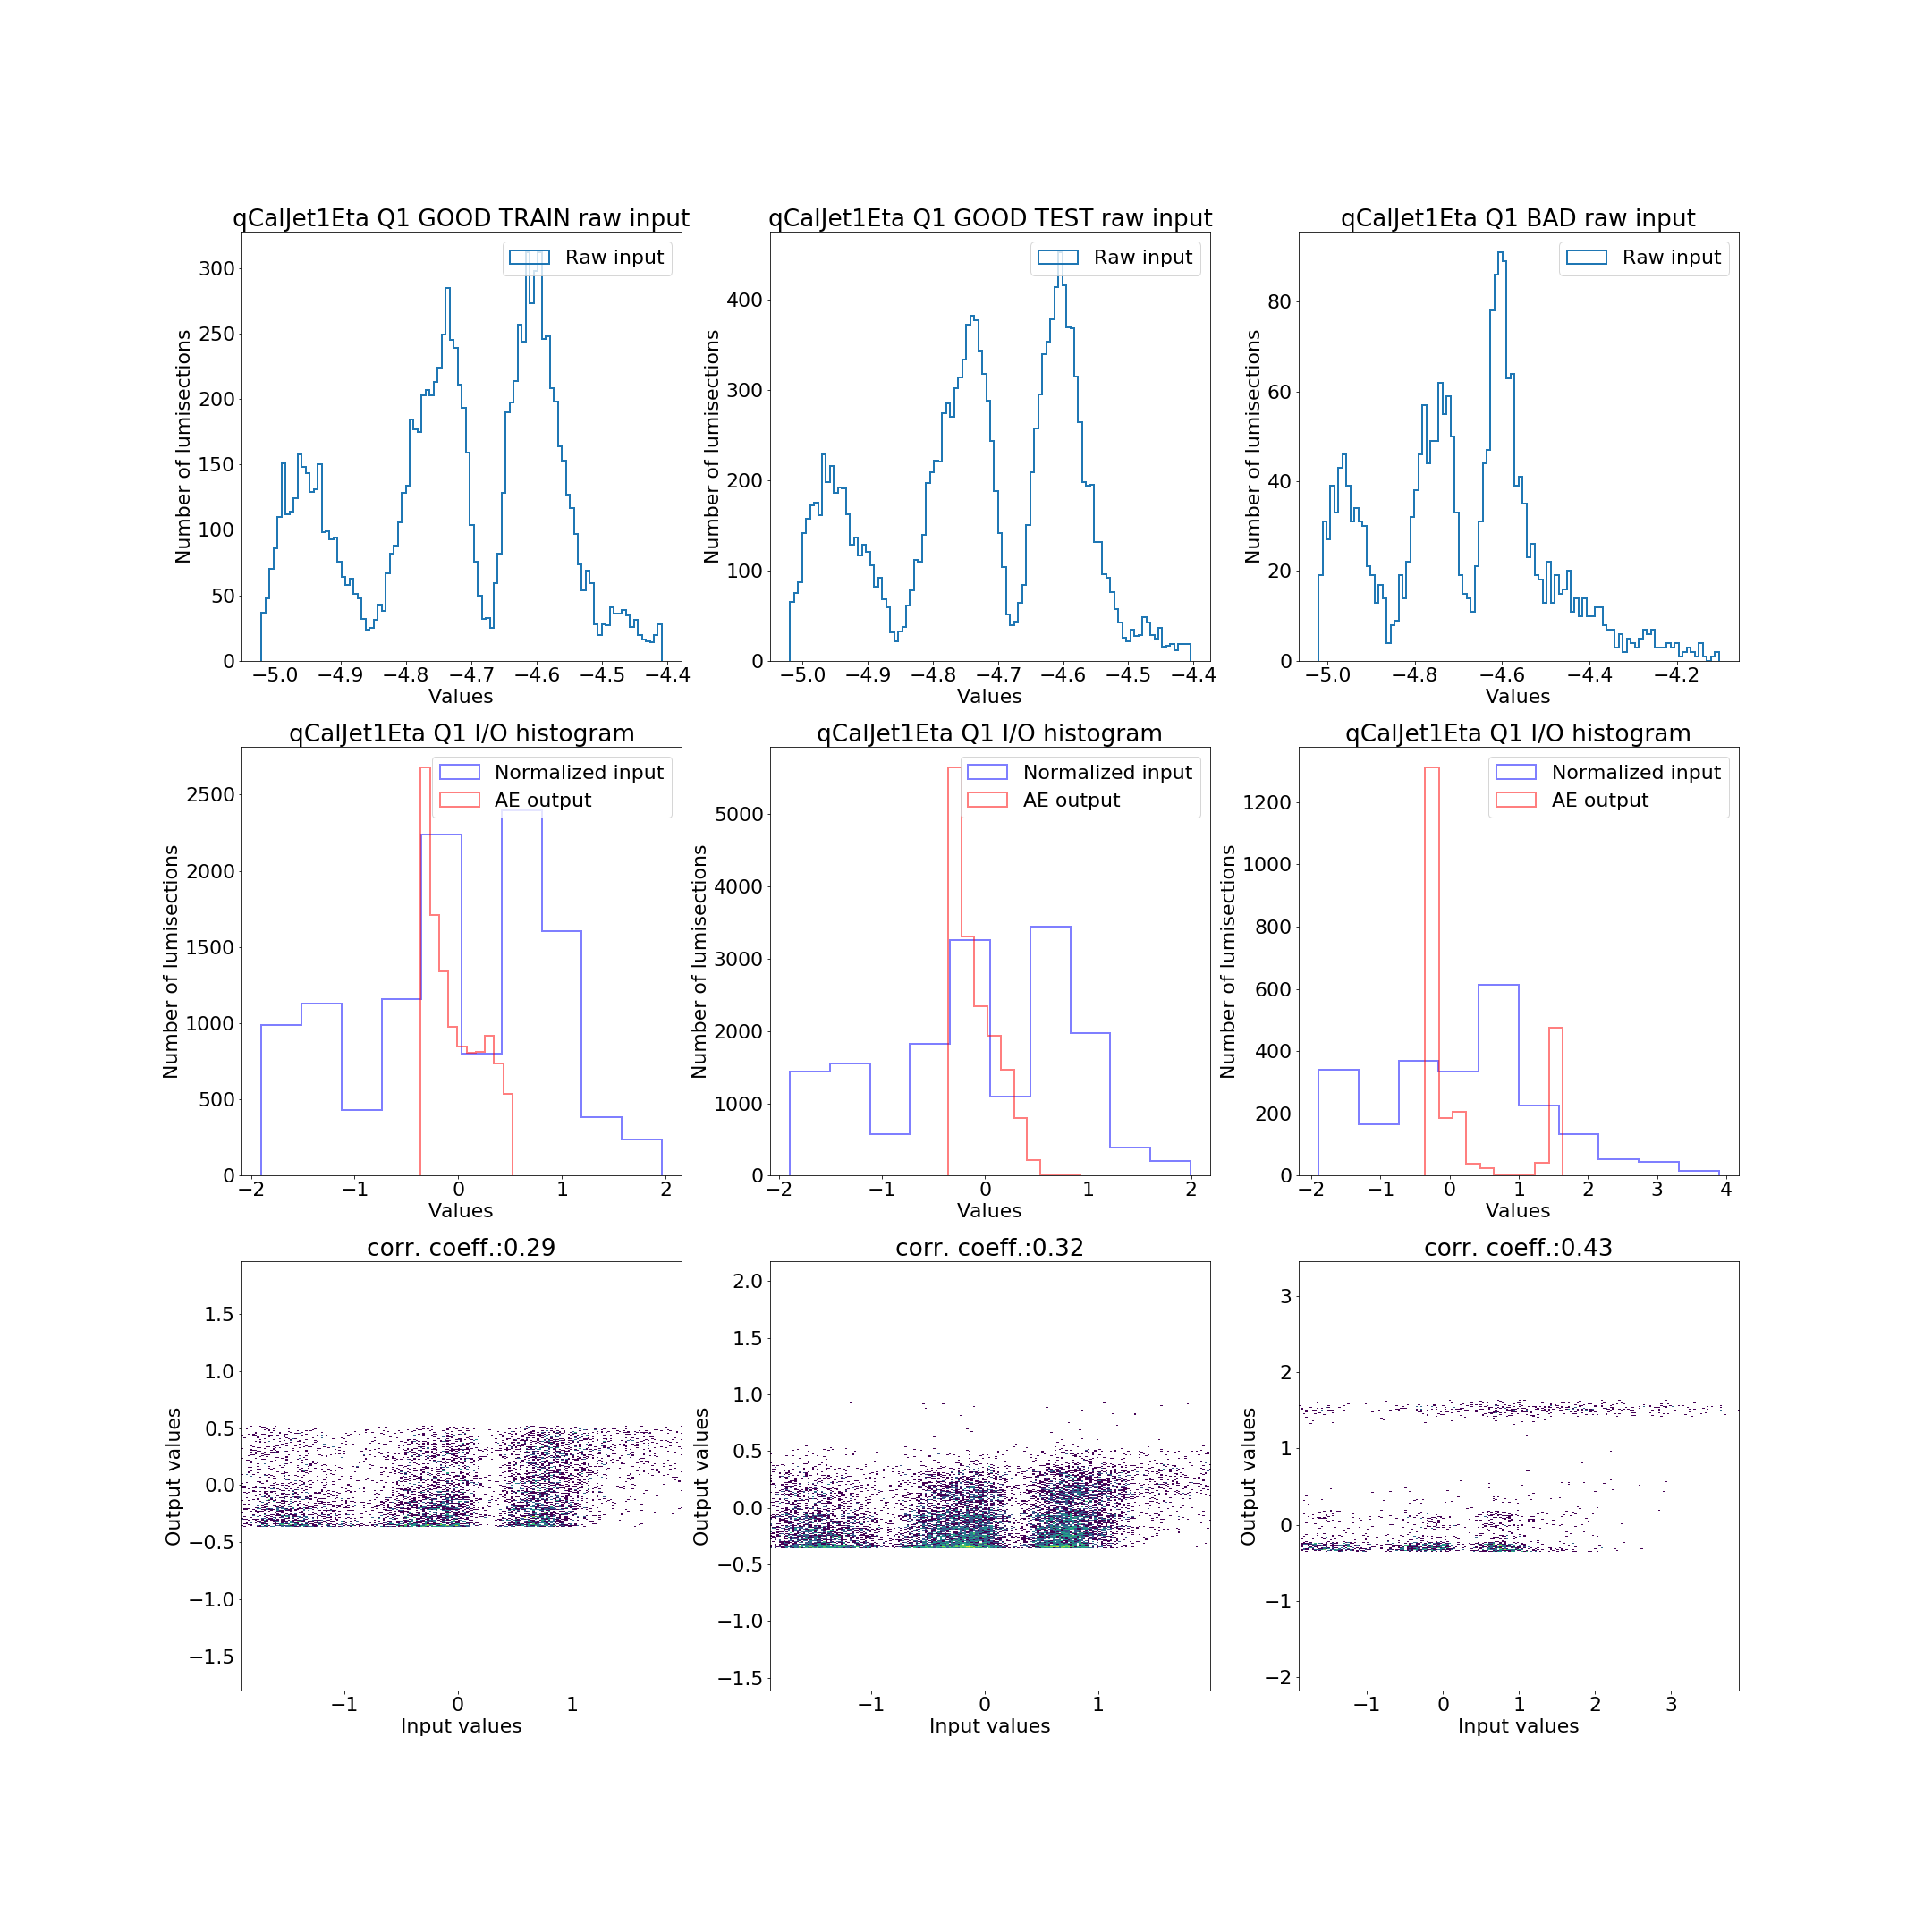 qCalJet1Eta Q1 GOOD TRAIN raw input
Raw input
Number of lumisections
300
250
200
150
100
50
0
−5.0 −4.9 −4.8 −4.7 −4.6 −4.5 −4.4
Values
qCalJet1Eta Q1 GOOD TEST raw input
Raw input
Number of lumisections
400
300
200
100
0
−5.0 −4.9 −4.8 −4.7 −4.6 −4.5 −4.4
Values
qCalJet1Eta Q1 BAD raw input
Raw input
Number of lumisections
80
60
40
20
0
−5.0 −4.8 −4.6 −4.4 −4.2
Values
qCalJet1Eta Q1 I/O histogram
Normalized input
AE output
Number of lumisections
2500
2000
1500
1000
500
0
−2 −1 0 1 2
Values
qCalJet1Eta Q1 I/O histogram
Normalized input
AE output
Number of lumisections
5000
4000
3000
2000
1000
0
−2 −1 0 1 2
Values
qCalJet1Eta Q1 I/O histogram
Normalized input
AE output
Number of lumisections
1200
1000
800
600
400
200
0
−2 −1 0 1 2 3 4
Values
corr. coeff.:0.29
Output values
1.5
1.0
0.5
0.0
−0.5
−1.0
−1.5
−1 0 1
Input values
corr. coeff.:0.32
Output values
2.0
1.5
1.0
0.5
0.0
−0.5
−1.0
−1.5
−1 0 1
Input values
corr. coeff.:0.43
Output values
3
2
1
0
−1
−2
−1 0 1 2 3
Input values